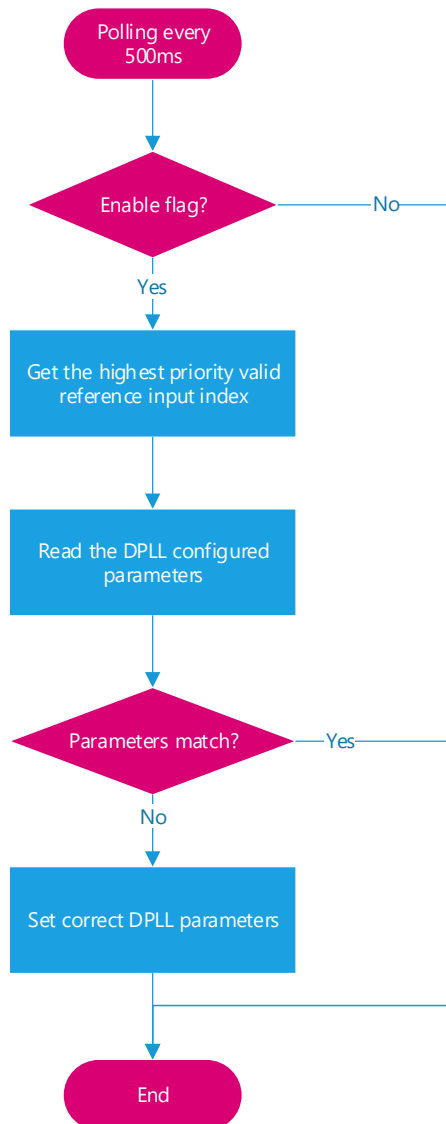 Polling every
500ms
Enable flag?
No
Yes
Get the highest priority valid
reference input index
Read the DPLL configured
parameters
Parameters match?
Yes
No
Set correct DPLL parameters
End